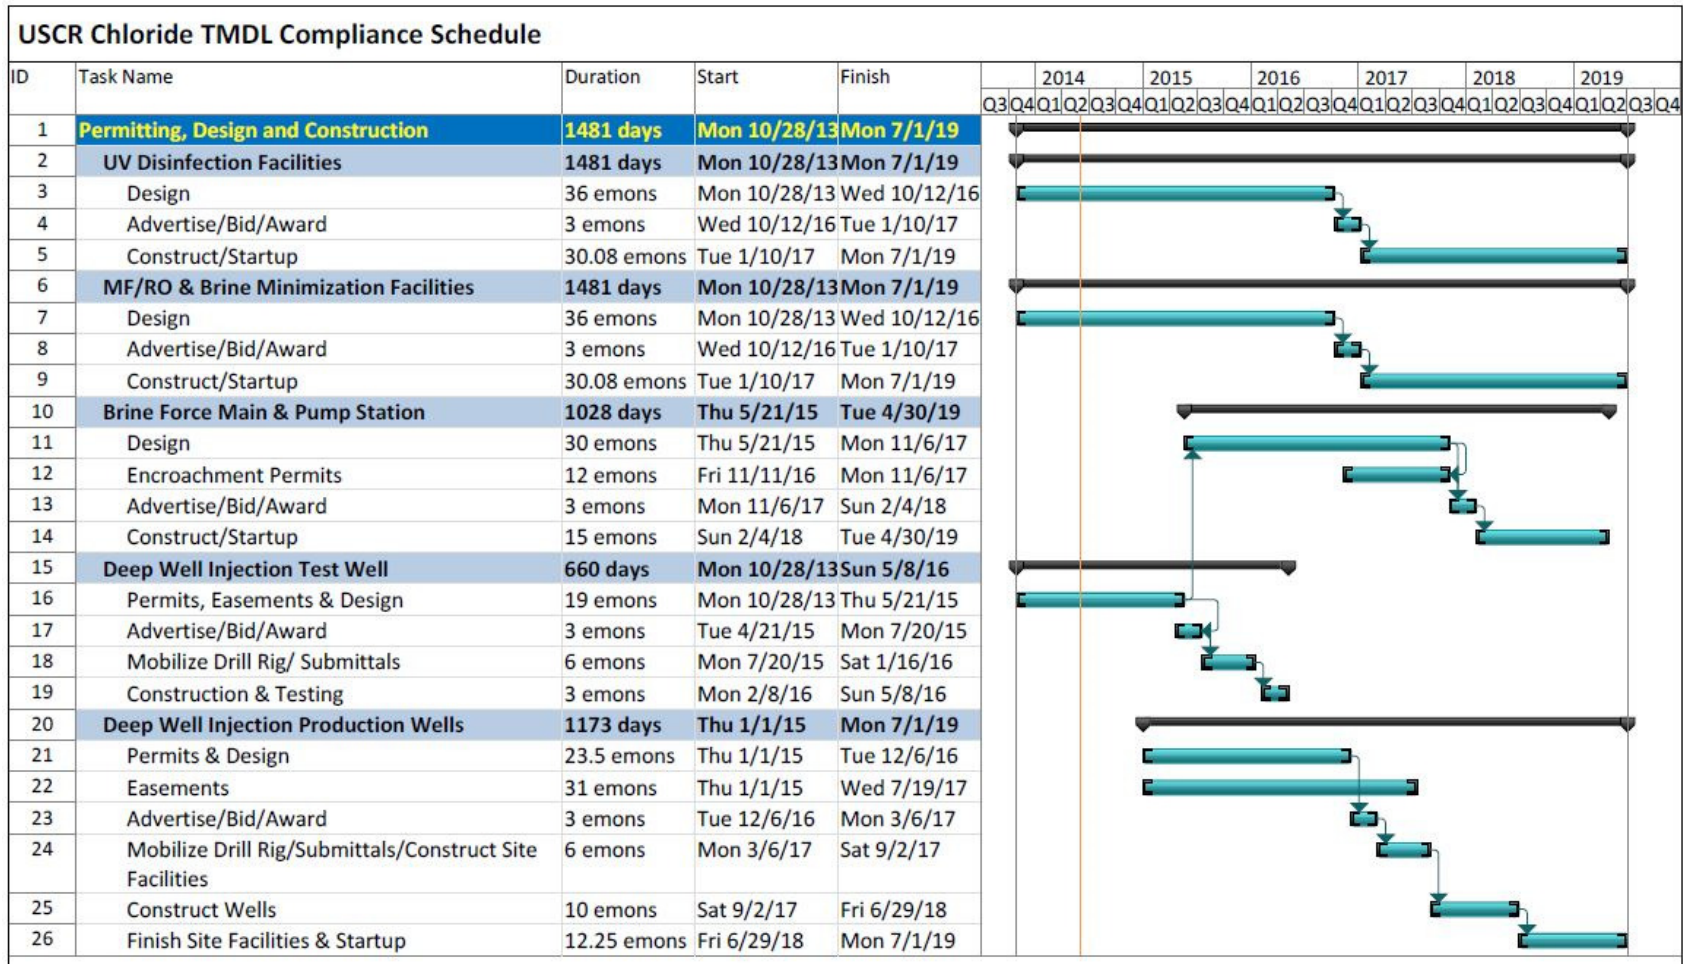 USCR Chloride TMDL Compliance Schedule
ID Task Name Duration Start Finish 2014 2015 2016 2017 2018 2019
Q3 Q4 Q1 Q2 Q3 Q4 Q1 Q2 Q3 Q4 Q1 Q2 Q3 Q4 Q1 Q2 Q3 Q4 Q1 Q2 Q3 Q4 Q1 Q2 Q3 Q4
1 Permitting, Design and Construction 1481 days Mon 10/28/13 Mon 7/1/19
2 UV Disinfection Facilities 1481 days Mon 10/28/13 Mon 7/1/19
3 Design 36 emons Mon 10/28/13 Wed 10/12/16
4 Advertise/Bid/Award 3 emons Wed 10/12/16 Tue 1/10/17
5 Construct/Startup 30.08 emons Tue 1/10/17 Mon 7/1/19
6 MF/RO & Brine Minimization Facilities 1481 days Mon 10/28/13 Mon 7/1/19
7 Design 36 emons Mon 10/28/13 Wed 10/12/16
8 Advertise/Bid/Award 3 emons Wed 10/12/16 Tue 1/10/17
9 Construct/Startup 30.08 emons Tue 1/10/17 Mon 7/1/19
10 Brine Force Main & Pump Station 1028 days Thu 5/21/15 Tue 4/30/19
11 Design 30 emons Thu 5/21/15 Mon 11/6/17
12 Encroachment Permits 12 emons Fri 11/11/16 Mon 11/6/17
13 Advertise/Bid/Award 3 emons Mon 11/6/17 Sun 2/4/18
14 Construct/Startup 15 emons Sun 2/4/18 Tue 4/30/19
15 Deep Well Injection Test Well 660 days Mon 10/28/13 Sun 5/8/16
16 Permits, Easements & Design 19 emons Mon 10/28/13 Thu 5/21/15
17 Advertise/Bid/Award 3 emons Tue 4/21/15 Mon 7/20/15
18 Mobilize Drill Rig/ Submittals 6 emons Mon 7/20/15 Sat 1/16/16
19 Construction & Testing 3 emons Mon 2/8/16 Sun 5/8/16
20 Deep Well Injection Production Wells 1173 days Thu 1/1/15 Mon 7/1/19
21 Permits & Design 23.5 emons Thu 1/1/15 Tue 12/6/16
22 Easements 31 emons Thu 1/1/15 Wed 7/19/17
23 Advertise/Bid/Award 3 emons Tue 12/6/16 Mon 3/6/17
24 Mobilize Drill Rig/Submittals/Construct Site 6 emons Mon 3/6/17 Sat 9/2/17
Facilities
25 Construct Wells 10 emons Sat 9/2/17 Fri 6/29/18
26 Finish Site Facilities & Startup 12.25 emons Fri 6/29/18 Mon 7/1/19